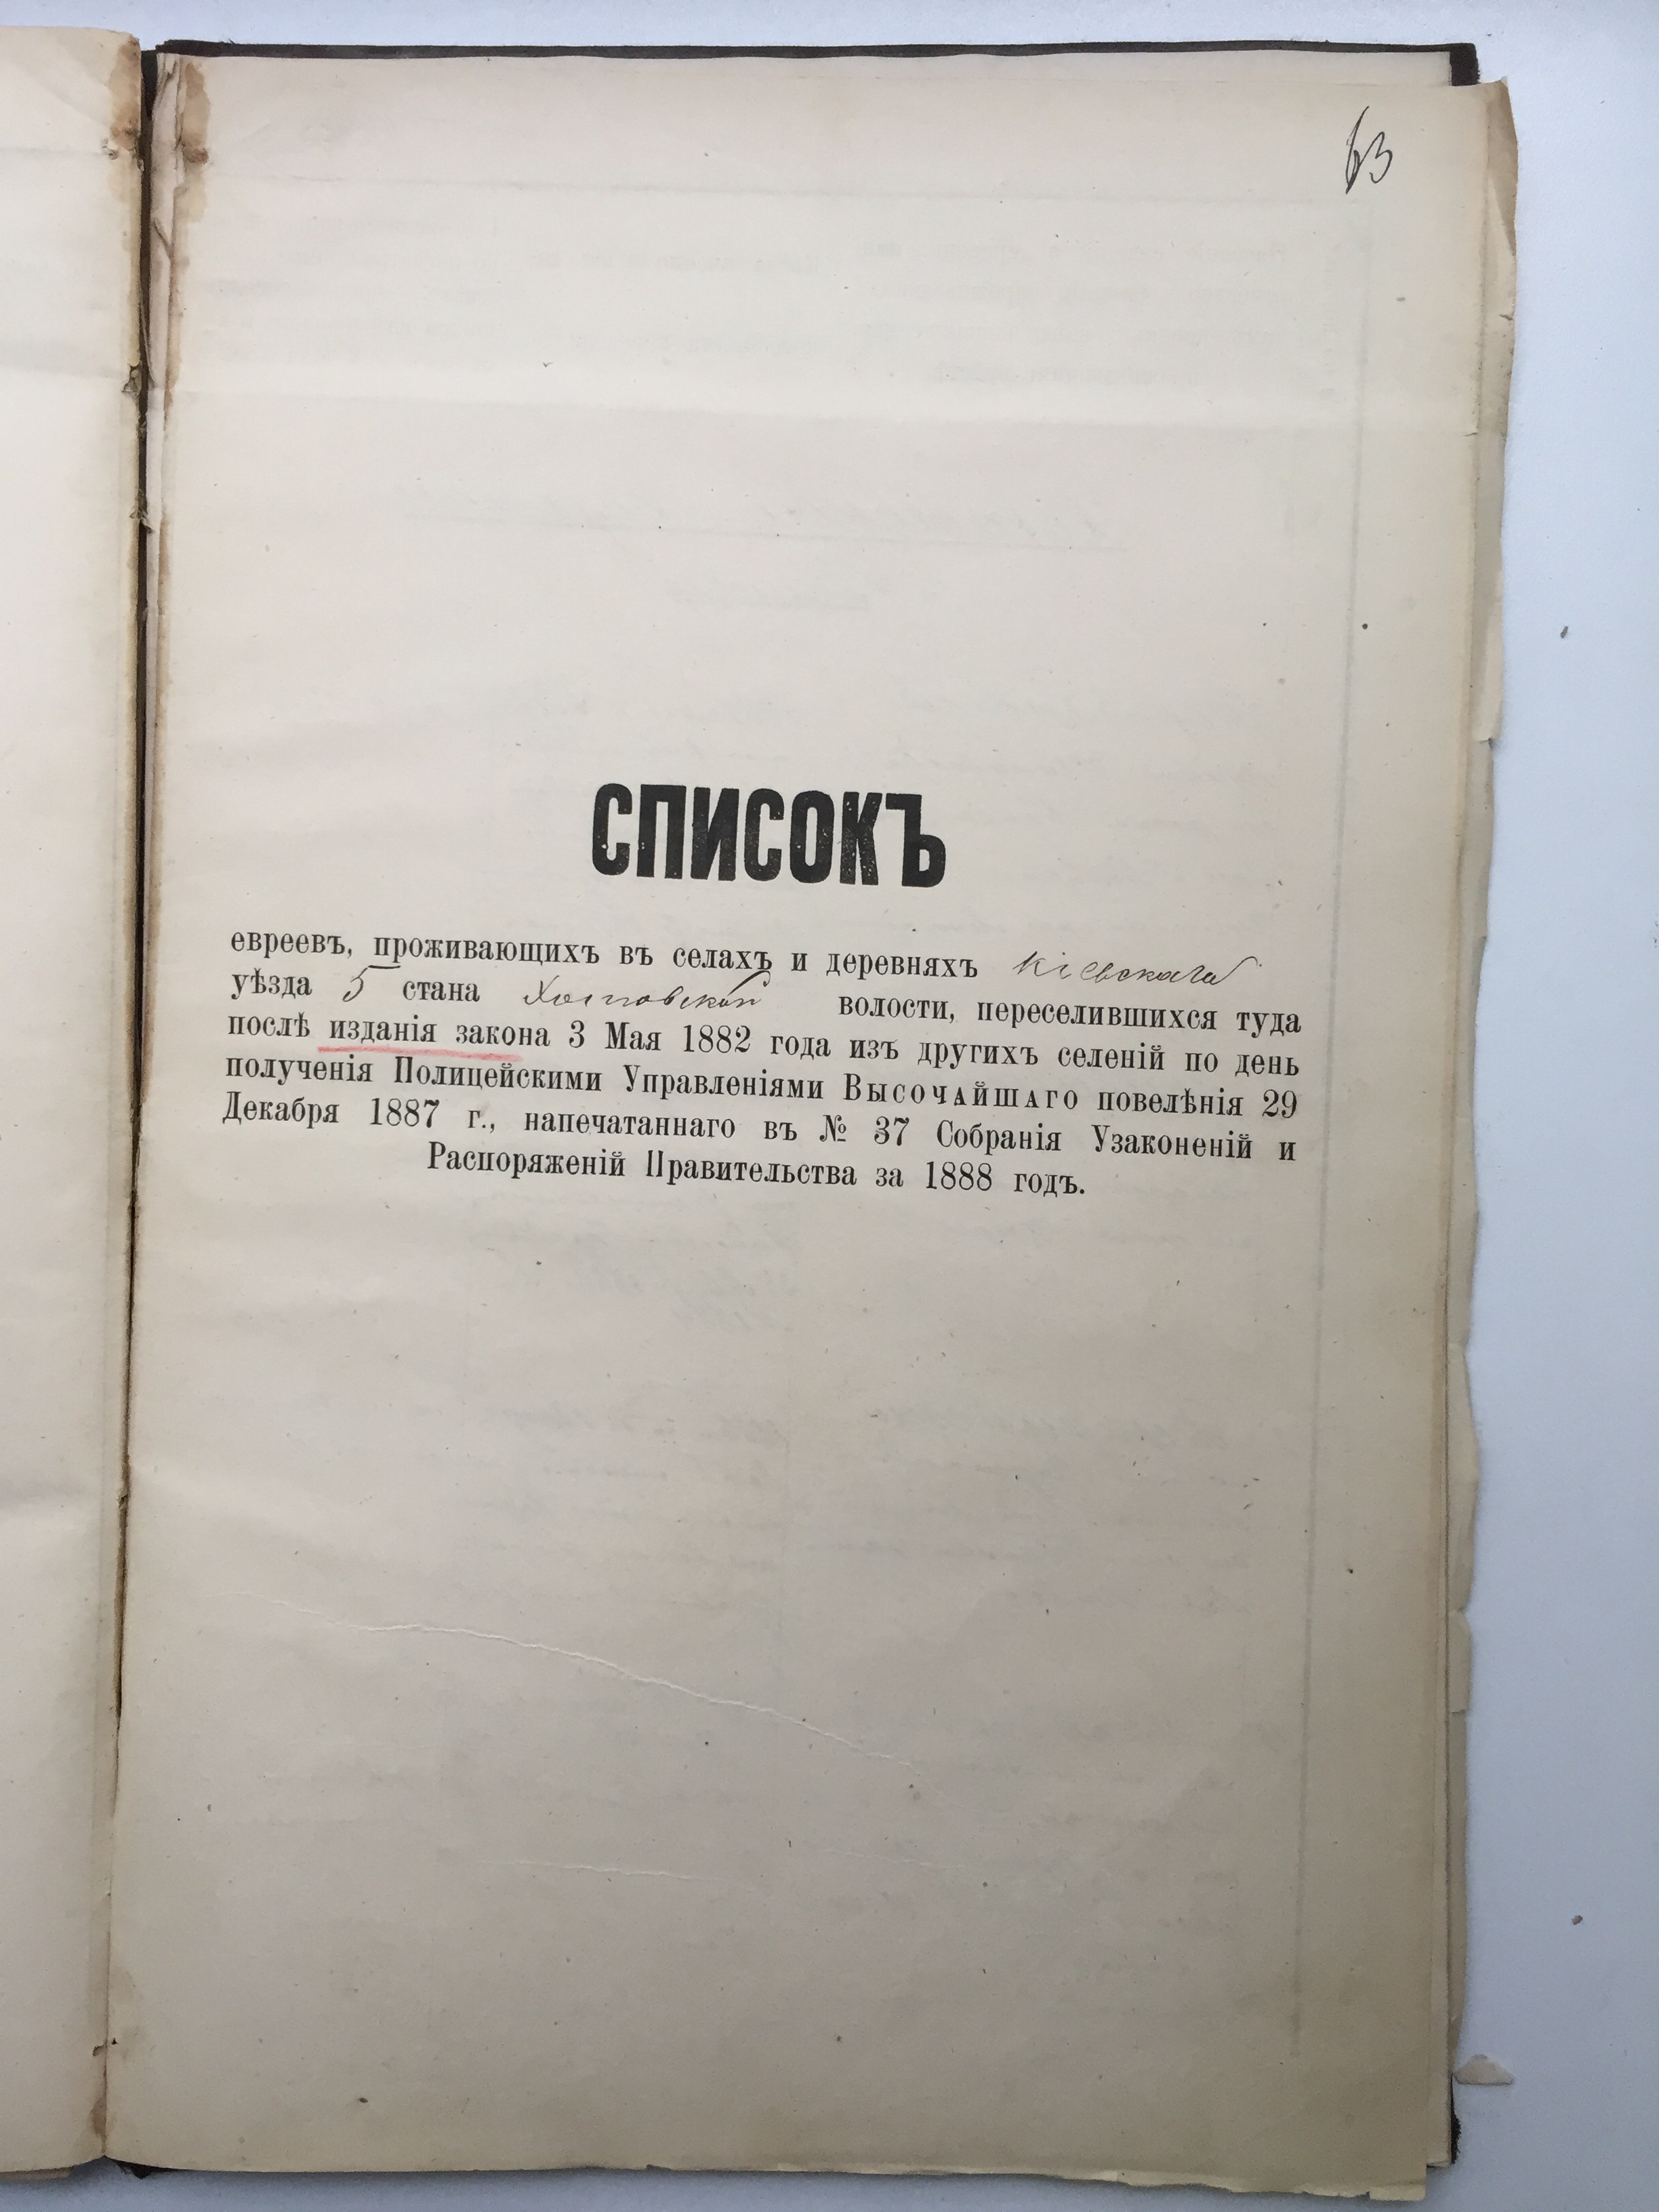 63
СПИСОКЪ
евреевъ, проживающихъ въ селахъ и деревняхъ Кіевскаго
уѣзда 5 стана Хотовской волости, переселившихся туда
послѣ изданія закона 3 Мая 1882 года изъ другихъ селеній по день
полученія Полицейскими Управленіями Высочайшаго повелѣнія 29
Декабря 1887 г., напечатаннаго въ № 37 Собранія Узаконеній и
Распоряженій Правительства за 1888 годъ.